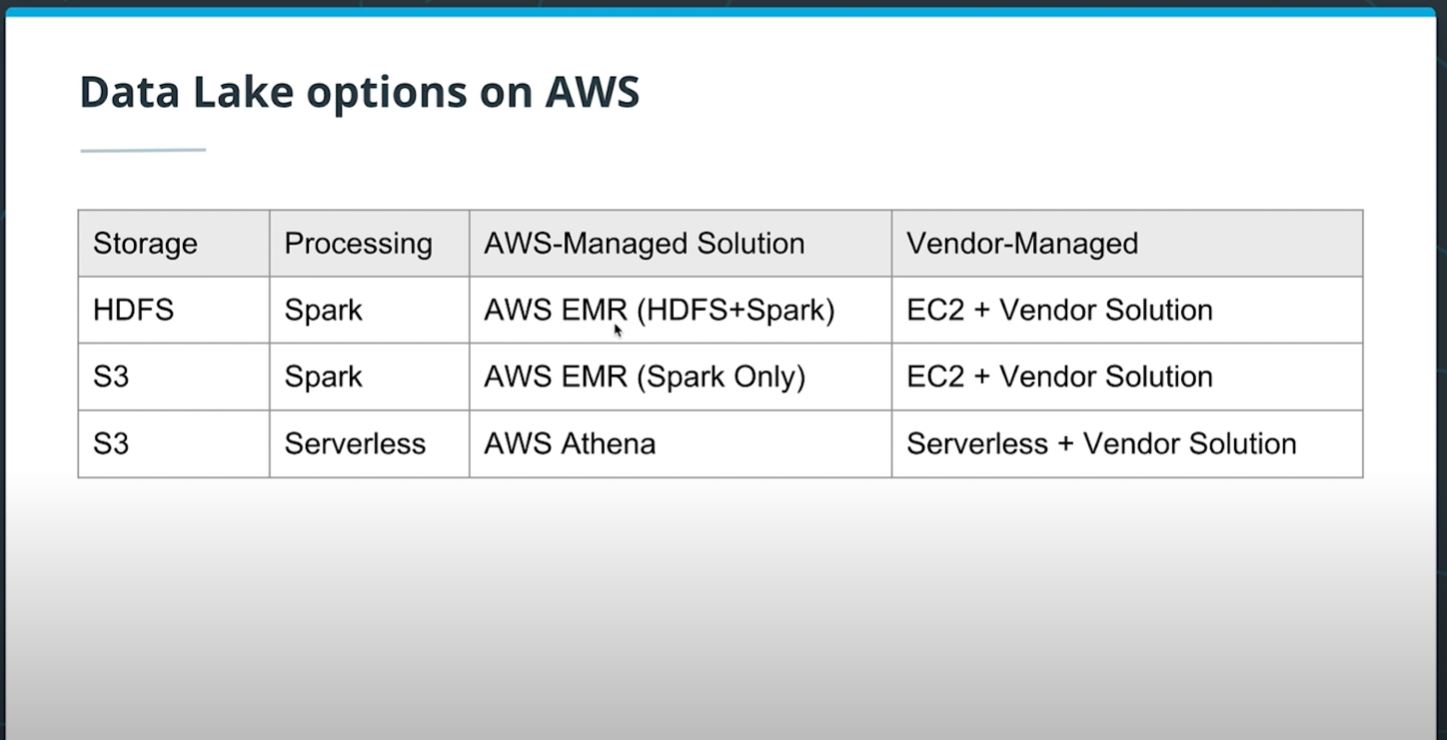 Data Lake options on AWS
Storage Processing AWS-Managed Solution Vendor-Managed
HDFS Spark AWS EMR (HDFS+Spark) EC2 + Vendor Solution
S3 Spark AWS EMR (Spark Only) EC2 + Vendor Solution
S3 Serverless AWS Athena Serverless + Vendor Solution